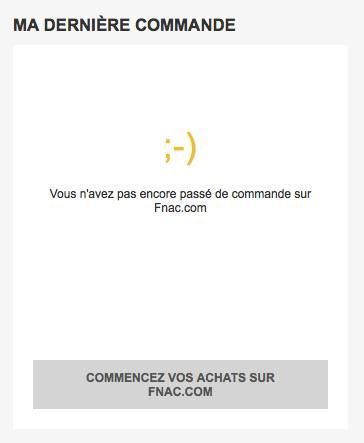 MA DERNIÈRE COMMANDE
;-)
Vous n'avez pas encore passé de commande sur
Fnac.com
COMMENCEZ VOS ACHATS SUR
FNAC.COM